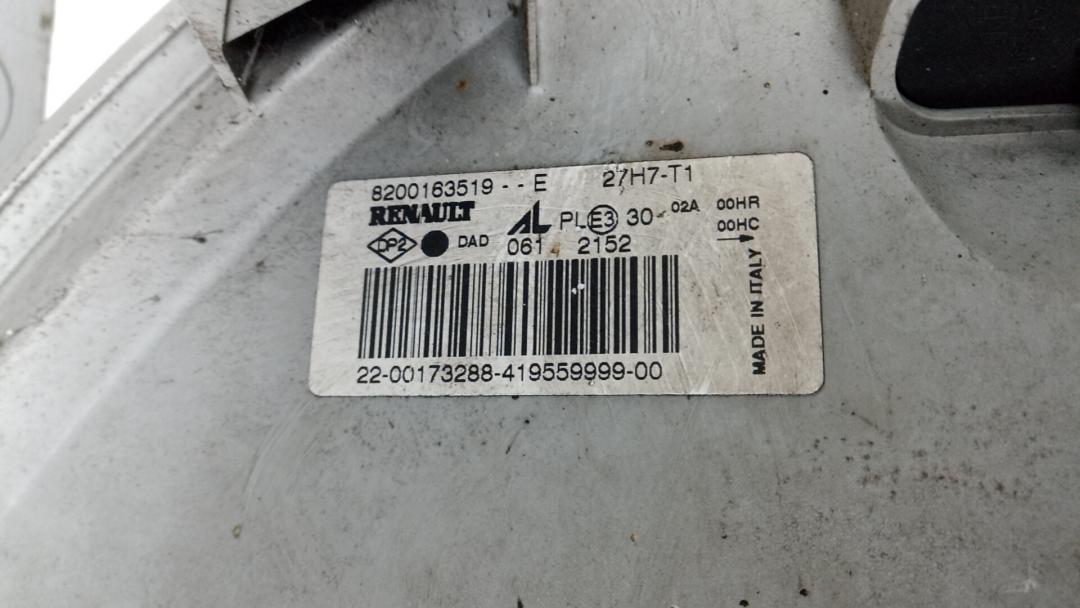 8200163519 - - E 27H7-T1
RENAULT AL PL E3 30 02A 00HR
DP2 DAD 061 2152 00HC
22-00173288-419559999-00
MADE IN ITALY